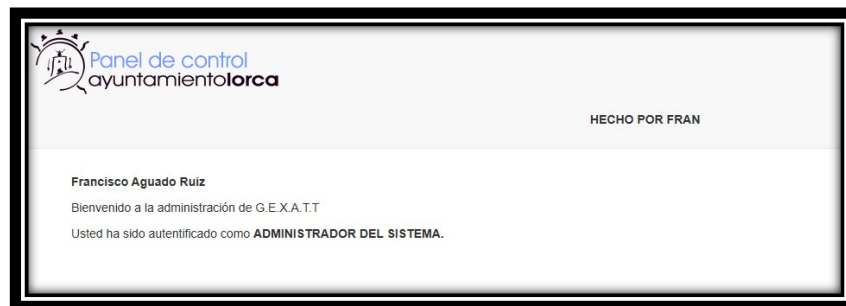 Panel de control
ayuntamientolorca
HECHO POR FRAN
Francisco Aguado Ruiz
Bienvenido a la administración de G.E.X.A.T.T
Usted ha sido autentificado como ADMINISTRADOR DEL SISTEMA.